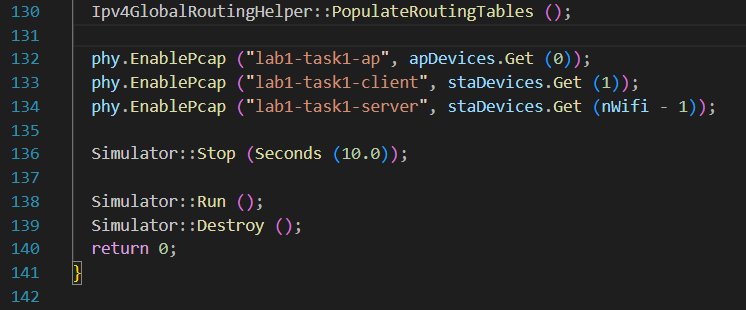 130 Ipv4GlobalRoutingHelper::PopulateRoutingTables ();
131
132 phy.EnablePcap ("lab1-task1-ap", apDevices.Get (0));
133 phy.EnablePcap ("lab1-task1-client", staDevices.Get (1));
134 phy.EnablePcap ("lab1-task1-server", staDevices.Get (nWifi - 1));
135
136 Simulator::Stop (Seconds (10.0));
137
138 Simulator::Run ();
139 Simulator::Destroy ();
140 return 0;
141 }
142